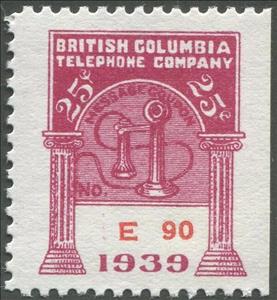 BRITISH COLUMBIA
TELEPHONE COMPANY
25¢ 25¢
MESSAGE COUPON
NO.
E 90
1939